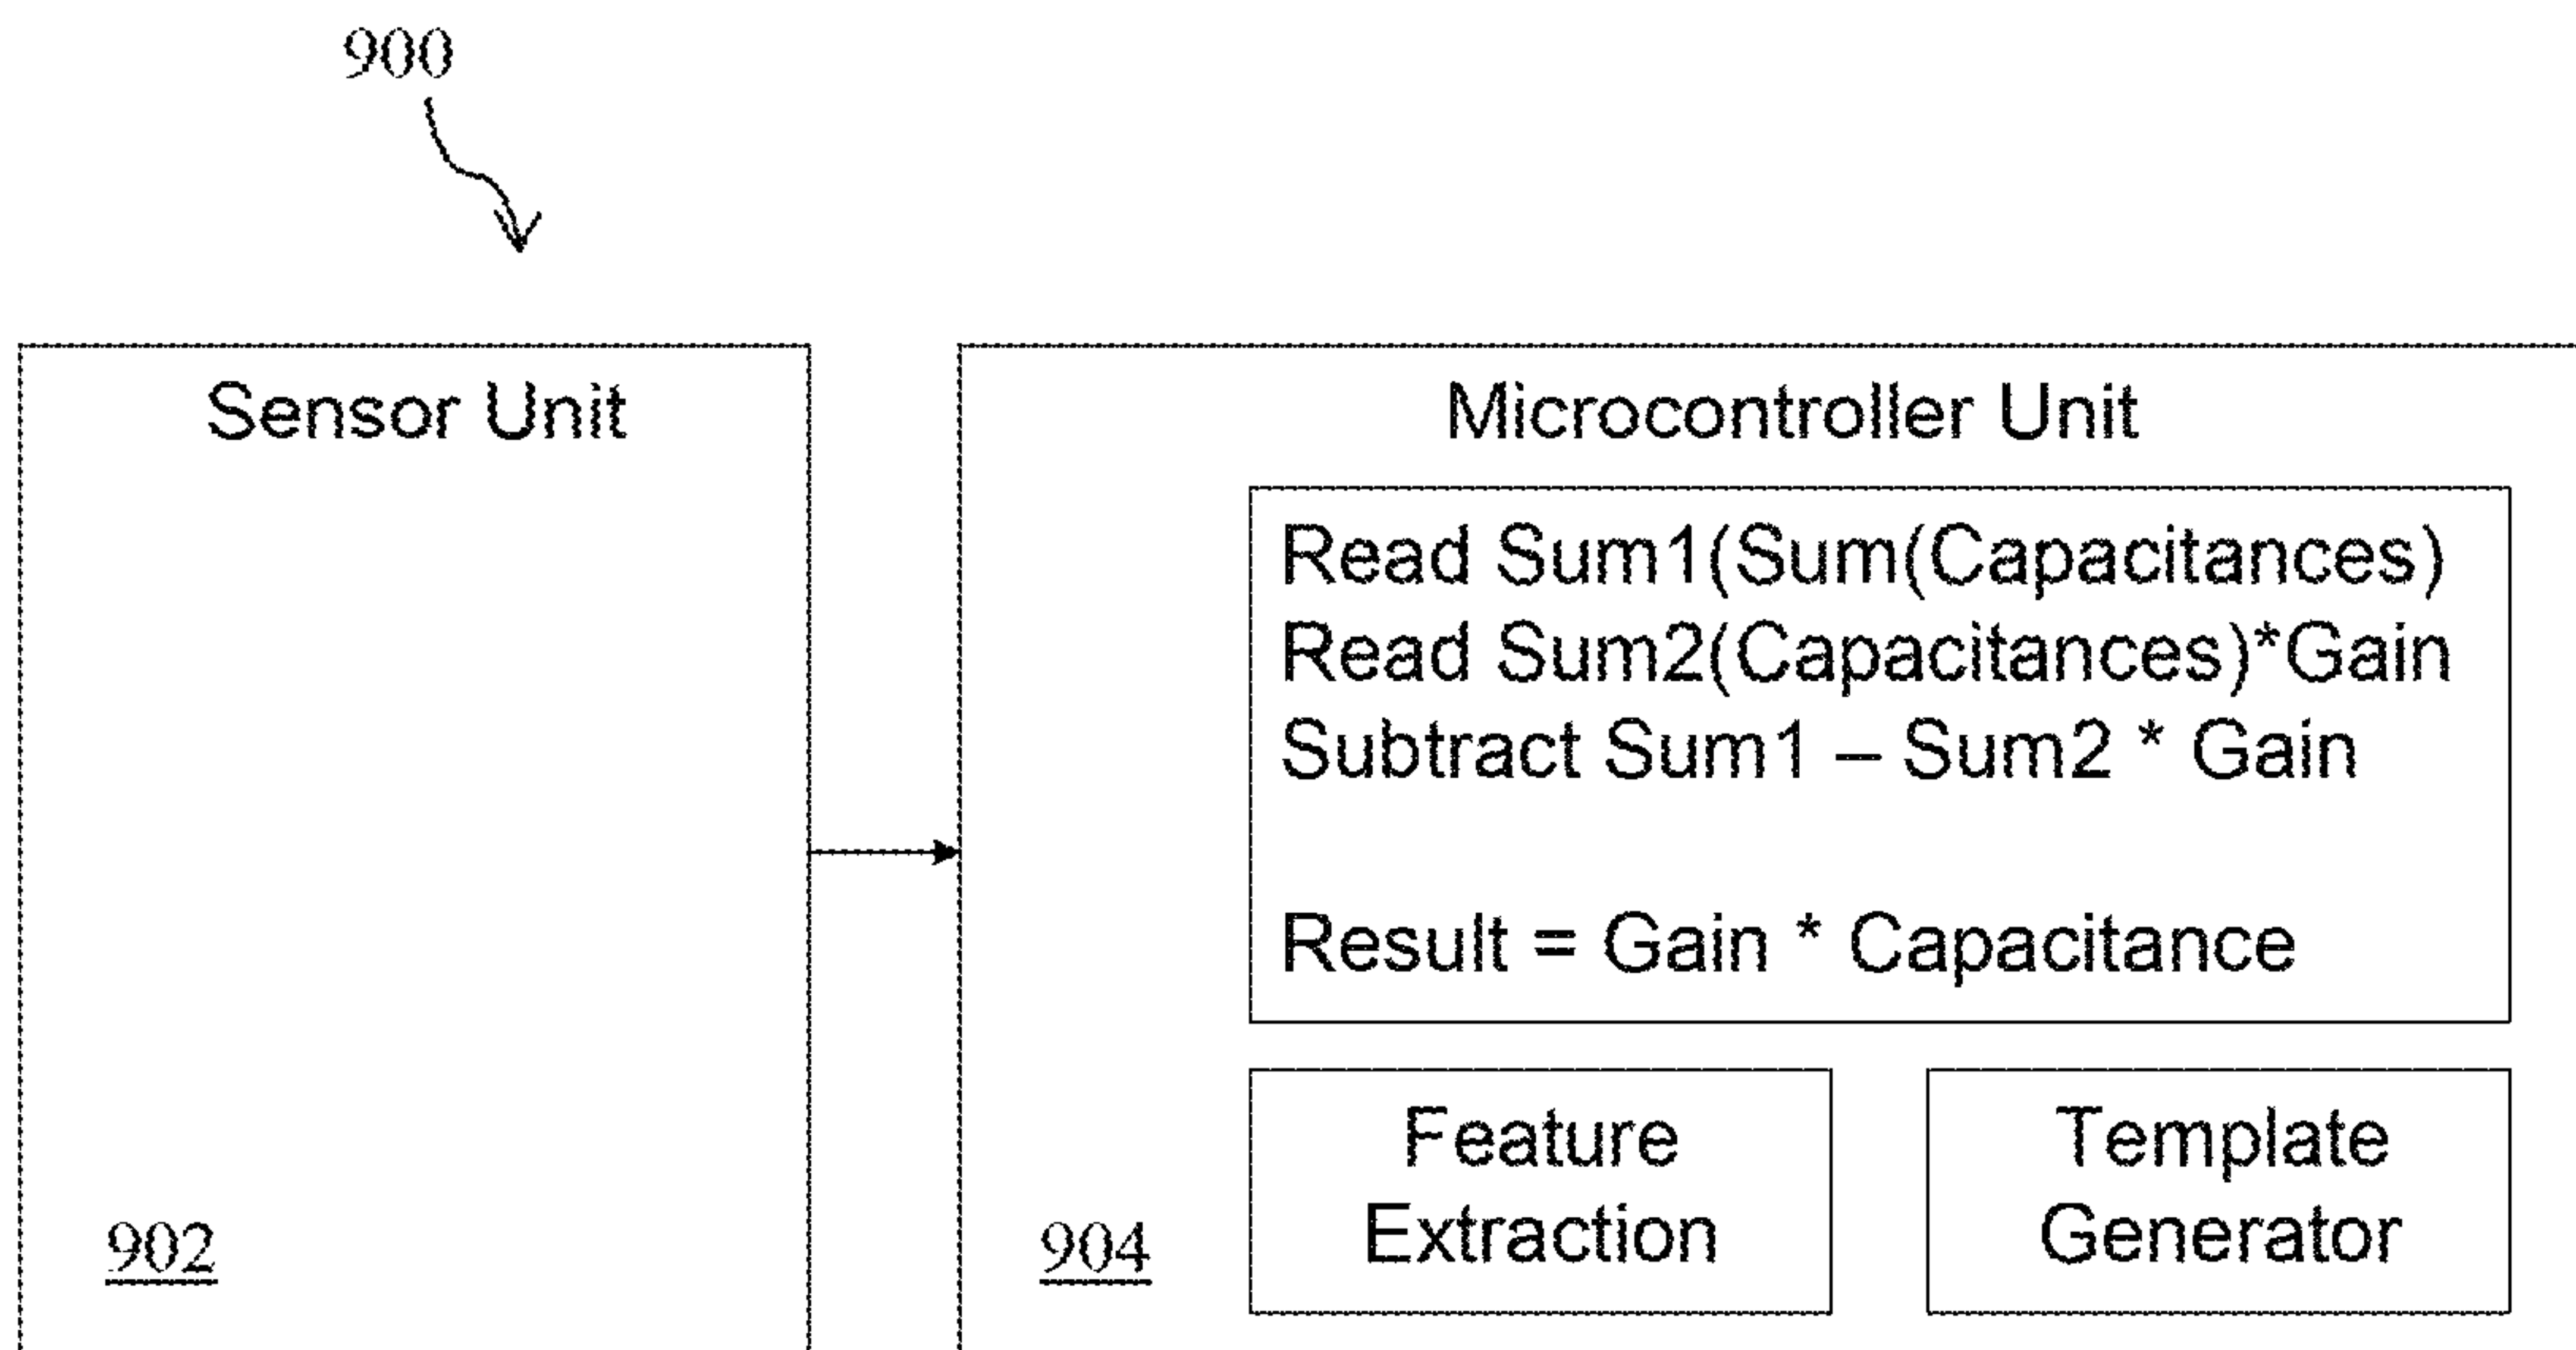 900
Sensor Unit
902
Microcontroller Unit
Read Sum1(Sum(Capacitances)
Read Sum2(Capacitances)*Gain
Subtract Sum1 – Sum2 * Gain
Result = Gain * Capacitance
Feature
Extraction
Template
Generator
904